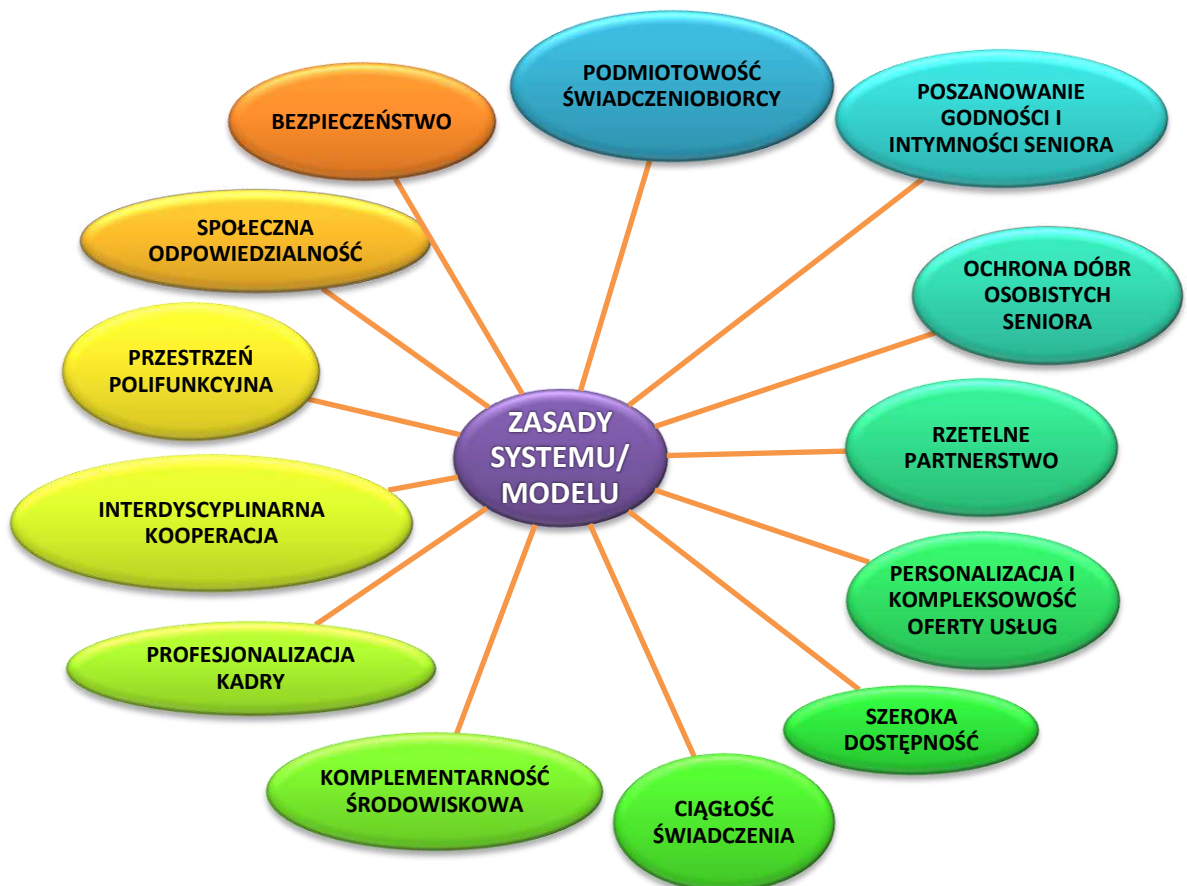 PODMIOTOWOŚĆ
ŚWIADCZENIOBIORCY
POSZANOWANIE
GODNOŚCI I
INTYMNOŚCI SENIORA
OCHRONA DÓBR
OSOBISTYCH
SENIORA
RZETELNE
PARTNERSTWO
PERSONALIZACJA I
KOMPLEKSOWOŚĆ
OFERTY USŁUG
SZEROKA
DOSTĘPNOŚĆ
CIĄGŁOŚĆ
ŚWIADCZENIA
KOMPLEMENTARNOŚĆ
ŚRODOWISKOWA
PROFESJONALIZACJA
KADRY
INTERDYSCYPLINARNA
KOOPERACJA
PRZESTRZEŃ
POLIFUNKCYJNA
SPOŁECZNA
ODPOWIEDZIALNOŚĆ
BEZPIECZEŃSTWO
ZASADY
SYSTEMU/
MODELU